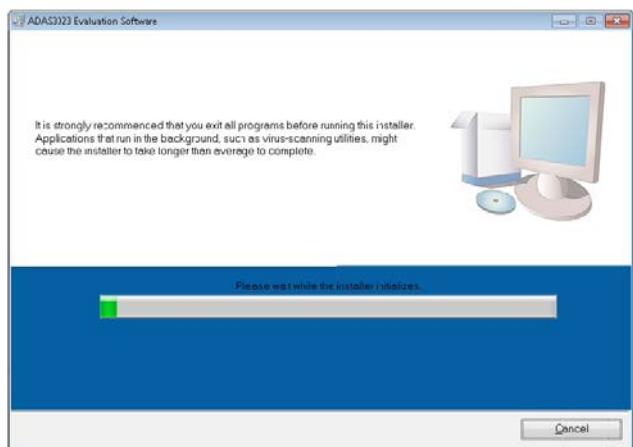 ADAS3023 Evaluation Software
It is strongly recommended that you exit all programs before running this installer.
Applications that run in the background, such as virus-scanning utilities, might
cause the installer to take longer than average to complete.
Please wait while the installer initializes.
Cancel